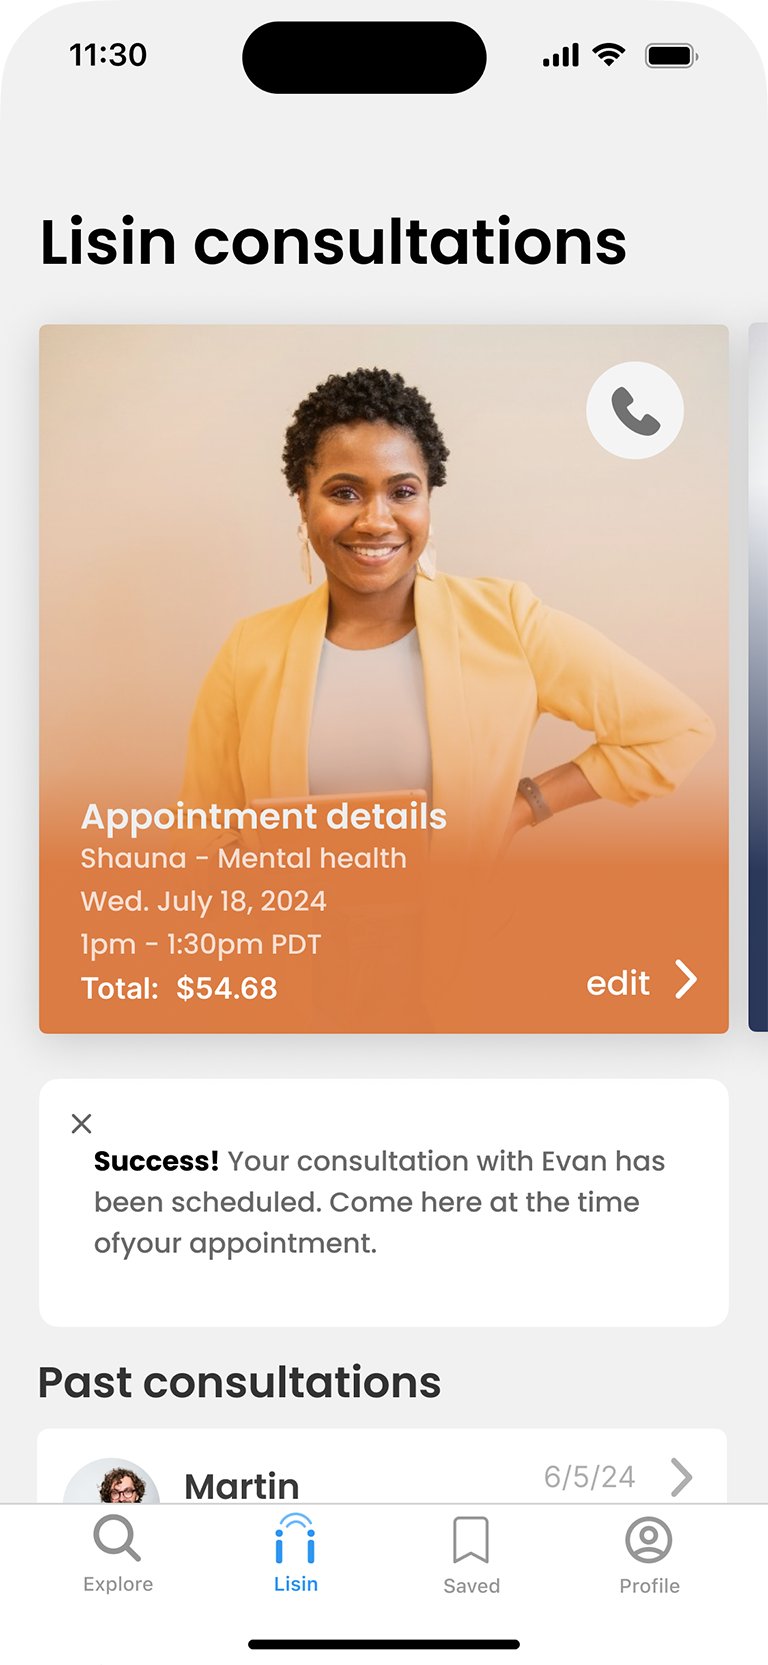 11:30
Lisin consultations
Appointment details
Shauna - Mental health
Wed. July 18, 2024
1pm - 1:30pm PDT
Total: $54.68
edit
Success! Your consultation with Evan has
been scheduled. Come here at the time
ofyour appointment.
Past consultations
Martin
6/5/24
Explore
Lisin
Saved
Profile